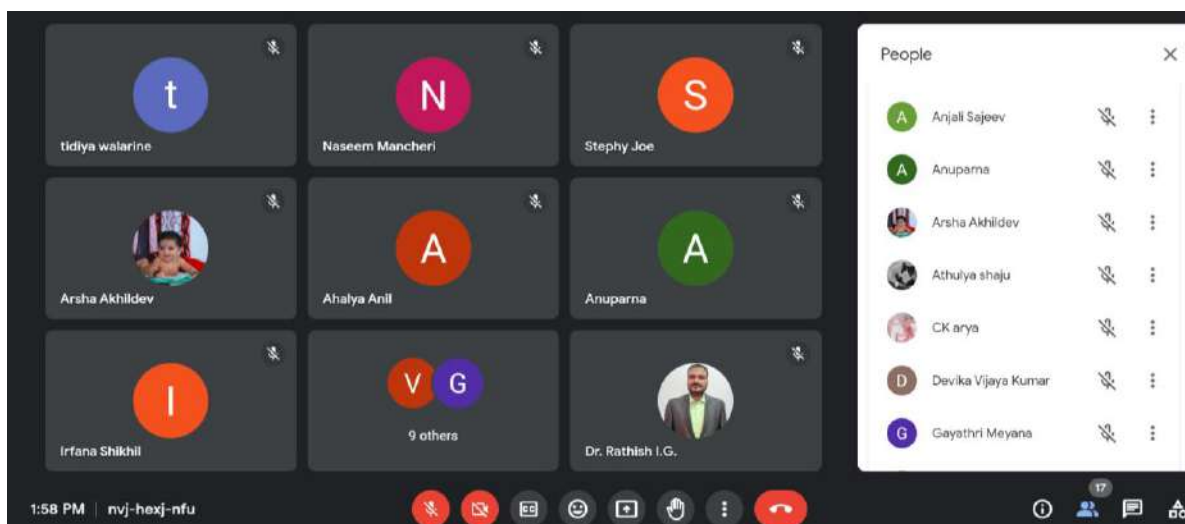 t
tidiya walarine
N
Naseem Mancheri
S
Stephy Joe
Arsha Akhildev
A
Ahalya Anil
A
Anuparna
I
Irfana Shikhil
V G
9 others
Dr. Rathish I.G.
People
A Anjali Sajeev
A Anuparna
Arsha Akhildev
Athulya shaju
CK arya
D Devika Vijaya Kumar
G Gayathri Meyana
1:58 PM | nvj-hexj-nfu
CC
17